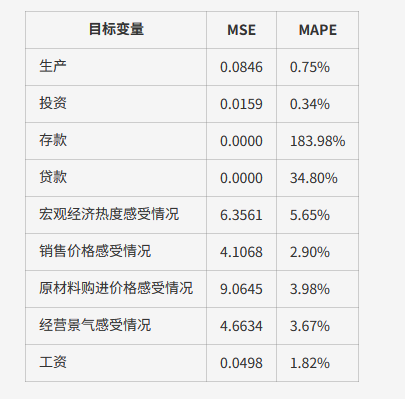 目标变量 MSE MAPE
生产 0.0846 0.75%
投资 0.0159 0.34%
存款 0.0000 183.98%
贷款 0.0000 34.80%
宏观经济热度感受情况 6.3561 5.65%
销售价格感受情况 4.1068 2.90%
原材料购进价格感受情况 9.0645 3.98%
经营景气感受情况 4.6634 3.67%
工资 0.0498 1.82%